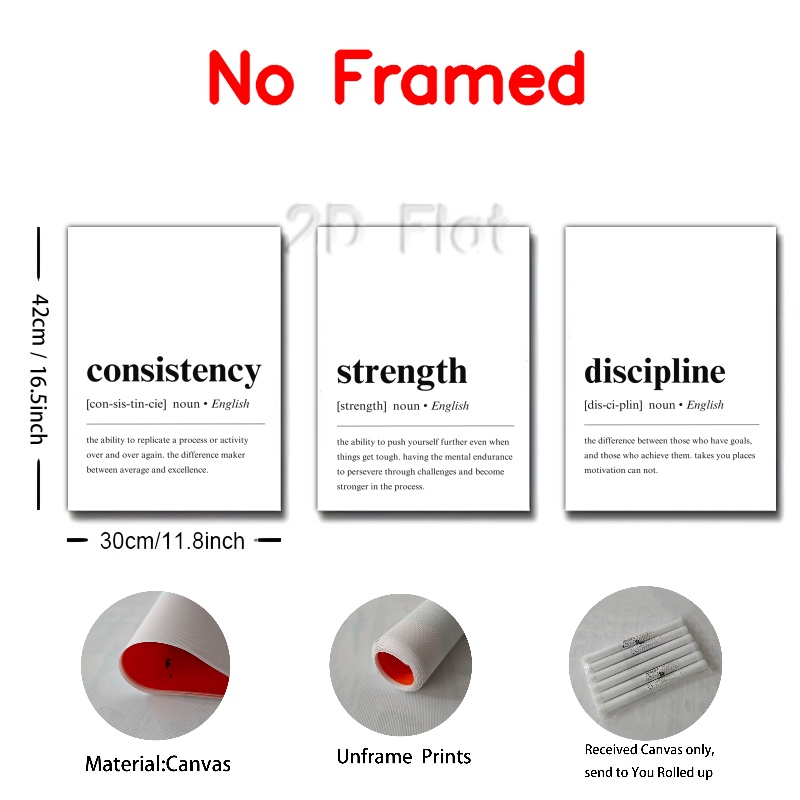 No Framed
2D Flat
42cm / 16.5inch
consistency
[con-sis-tin-cie] noun • English
the ability to replicate a process or activity
over and over again. the difference maker
between average and excellence.
strength
[strength] noun • English
the ability to push yourself further even when
things get tough. having the mental endurance
to persevere through challenges and become
stronger in the process.
discipline
[dis-ci-plin] noun • English
the difference between those who have goals,
and those who achieve them. takes you places
motivation can not.
30cm/11.8inch
Material:Canvas
Unframe Prints
Received Canvas only,
send to You Rolled up